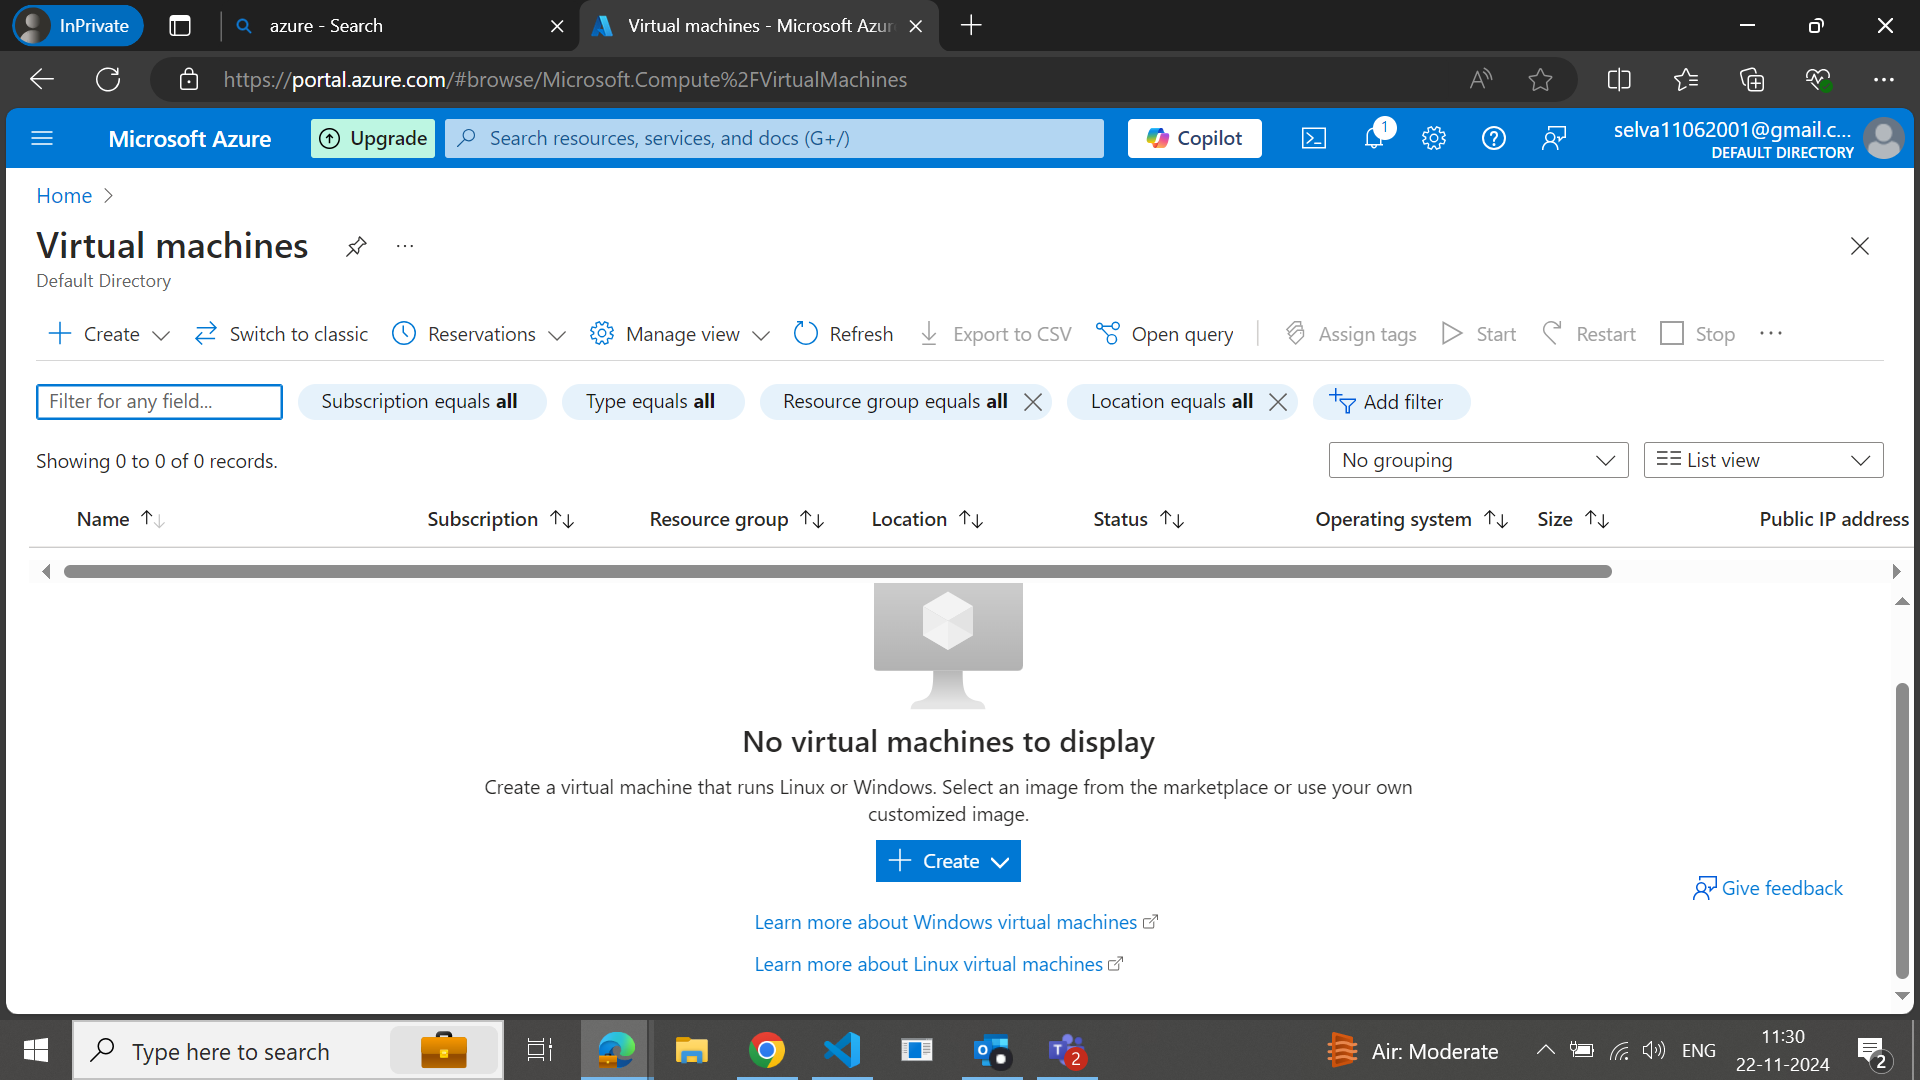 InPrivate
azure - Search
Virtual machines - Microsoft Azur
https://portal.azure.com/#browse/Microsoft.Compute%2FVirtualMachines
Microsoft Azure
Upgrade
Search resources, services, and docs (G+/)
Copilot
1
selva11062001@gmail.c...
DEFAULT DIRECTORY
Home
Virtual machines
Default Directory
Create
Switch to classic
Reservations
Manage view
Refresh
Export to CSV
Open query
Assign tags
Start
Restart
Stop
Filter for any field...
Subscription equals all
Type equals all
Resource group equals all
Location equals all
Add filter
Showing 0 to 0 of 0 records.
No grouping
List view
Name
Subscription
Resource group
Location
Status
Operating system
Size
Public IP address
No virtual machines to display
Create a virtual machine that runs Linux or Windows. Select an image from the marketplace or use your own
customized image.
Create
Give feedback
Learn more about Windows virtual machines
Learn more about Linux virtual machines
Type here to search
2
Air: Moderate
ENG
11:30
22-11-2024
2